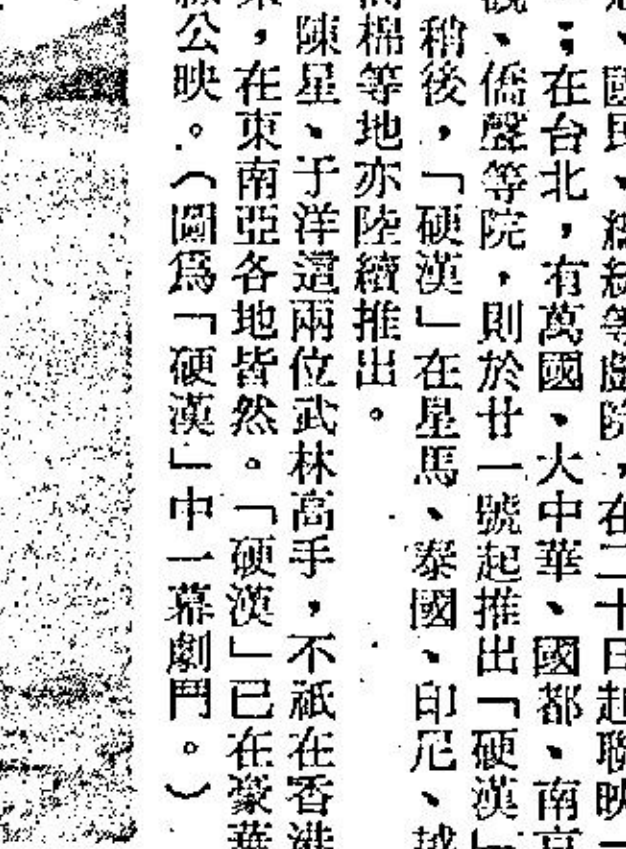 國民、總統等戲院,在二十日起聯映
;在台北,有萬國、大中華、國都、南京
、僑聲等院,則於廿一號起推出「硬漢」
稍後,「硬漢」在星馬、泰國、印尼、越
棉等地亦陸續推出。
陳星、于洋這兩位武林高手,不祇在香港
,在東南亞各地皆然。「硬漢」已在豪華
公映。(圖爲「硬漢」中一幕劇鬥。)